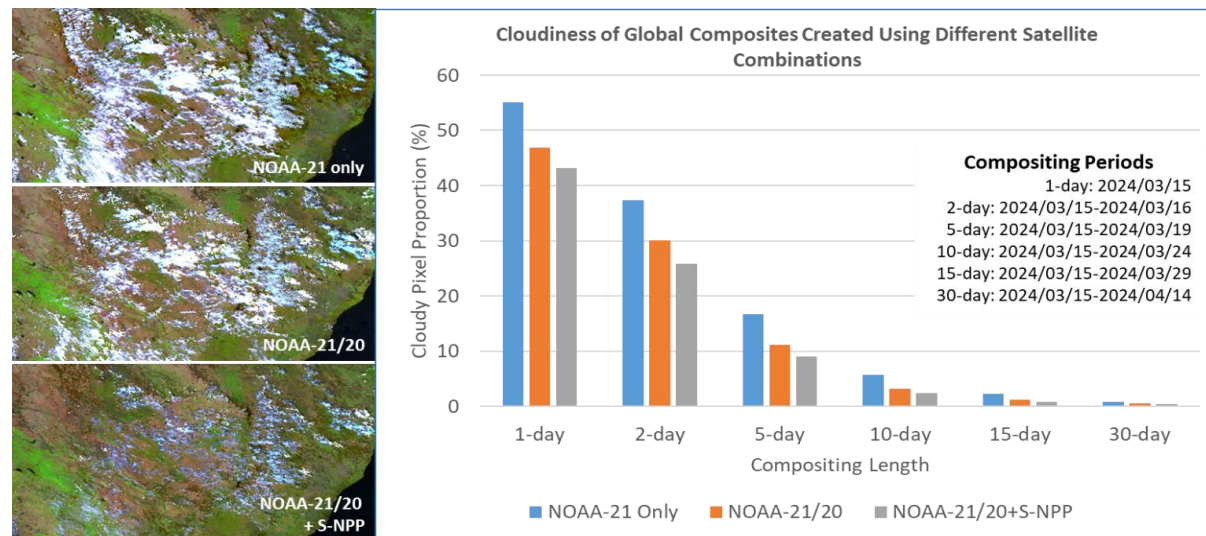 NOAA-21 only
NOAA-21/20
NOAA-21/20
+ S-NPP
Cloudiness of Global Composites Created Using Different Satellite
Combinations
Cloudy Pixel Proportion (%)
60
50
40
30
20
10
0
1-day
2-day
5-day
10-day
15-day
30-day
Compositing Length
Compositing Periods
1-day: 2024/03/15
2-day: 2024/03/15-2024/03/16
5-day: 2024/03/15-2024/03/19
10-day: 2024/03/15-2024/03/24
15-day: 2024/03/15-2024/03/29
30-day: 2024/03/15-2024/04/14
NOAA-21 Only
NOAA-21/20
NOAA-21/20+S-NPP